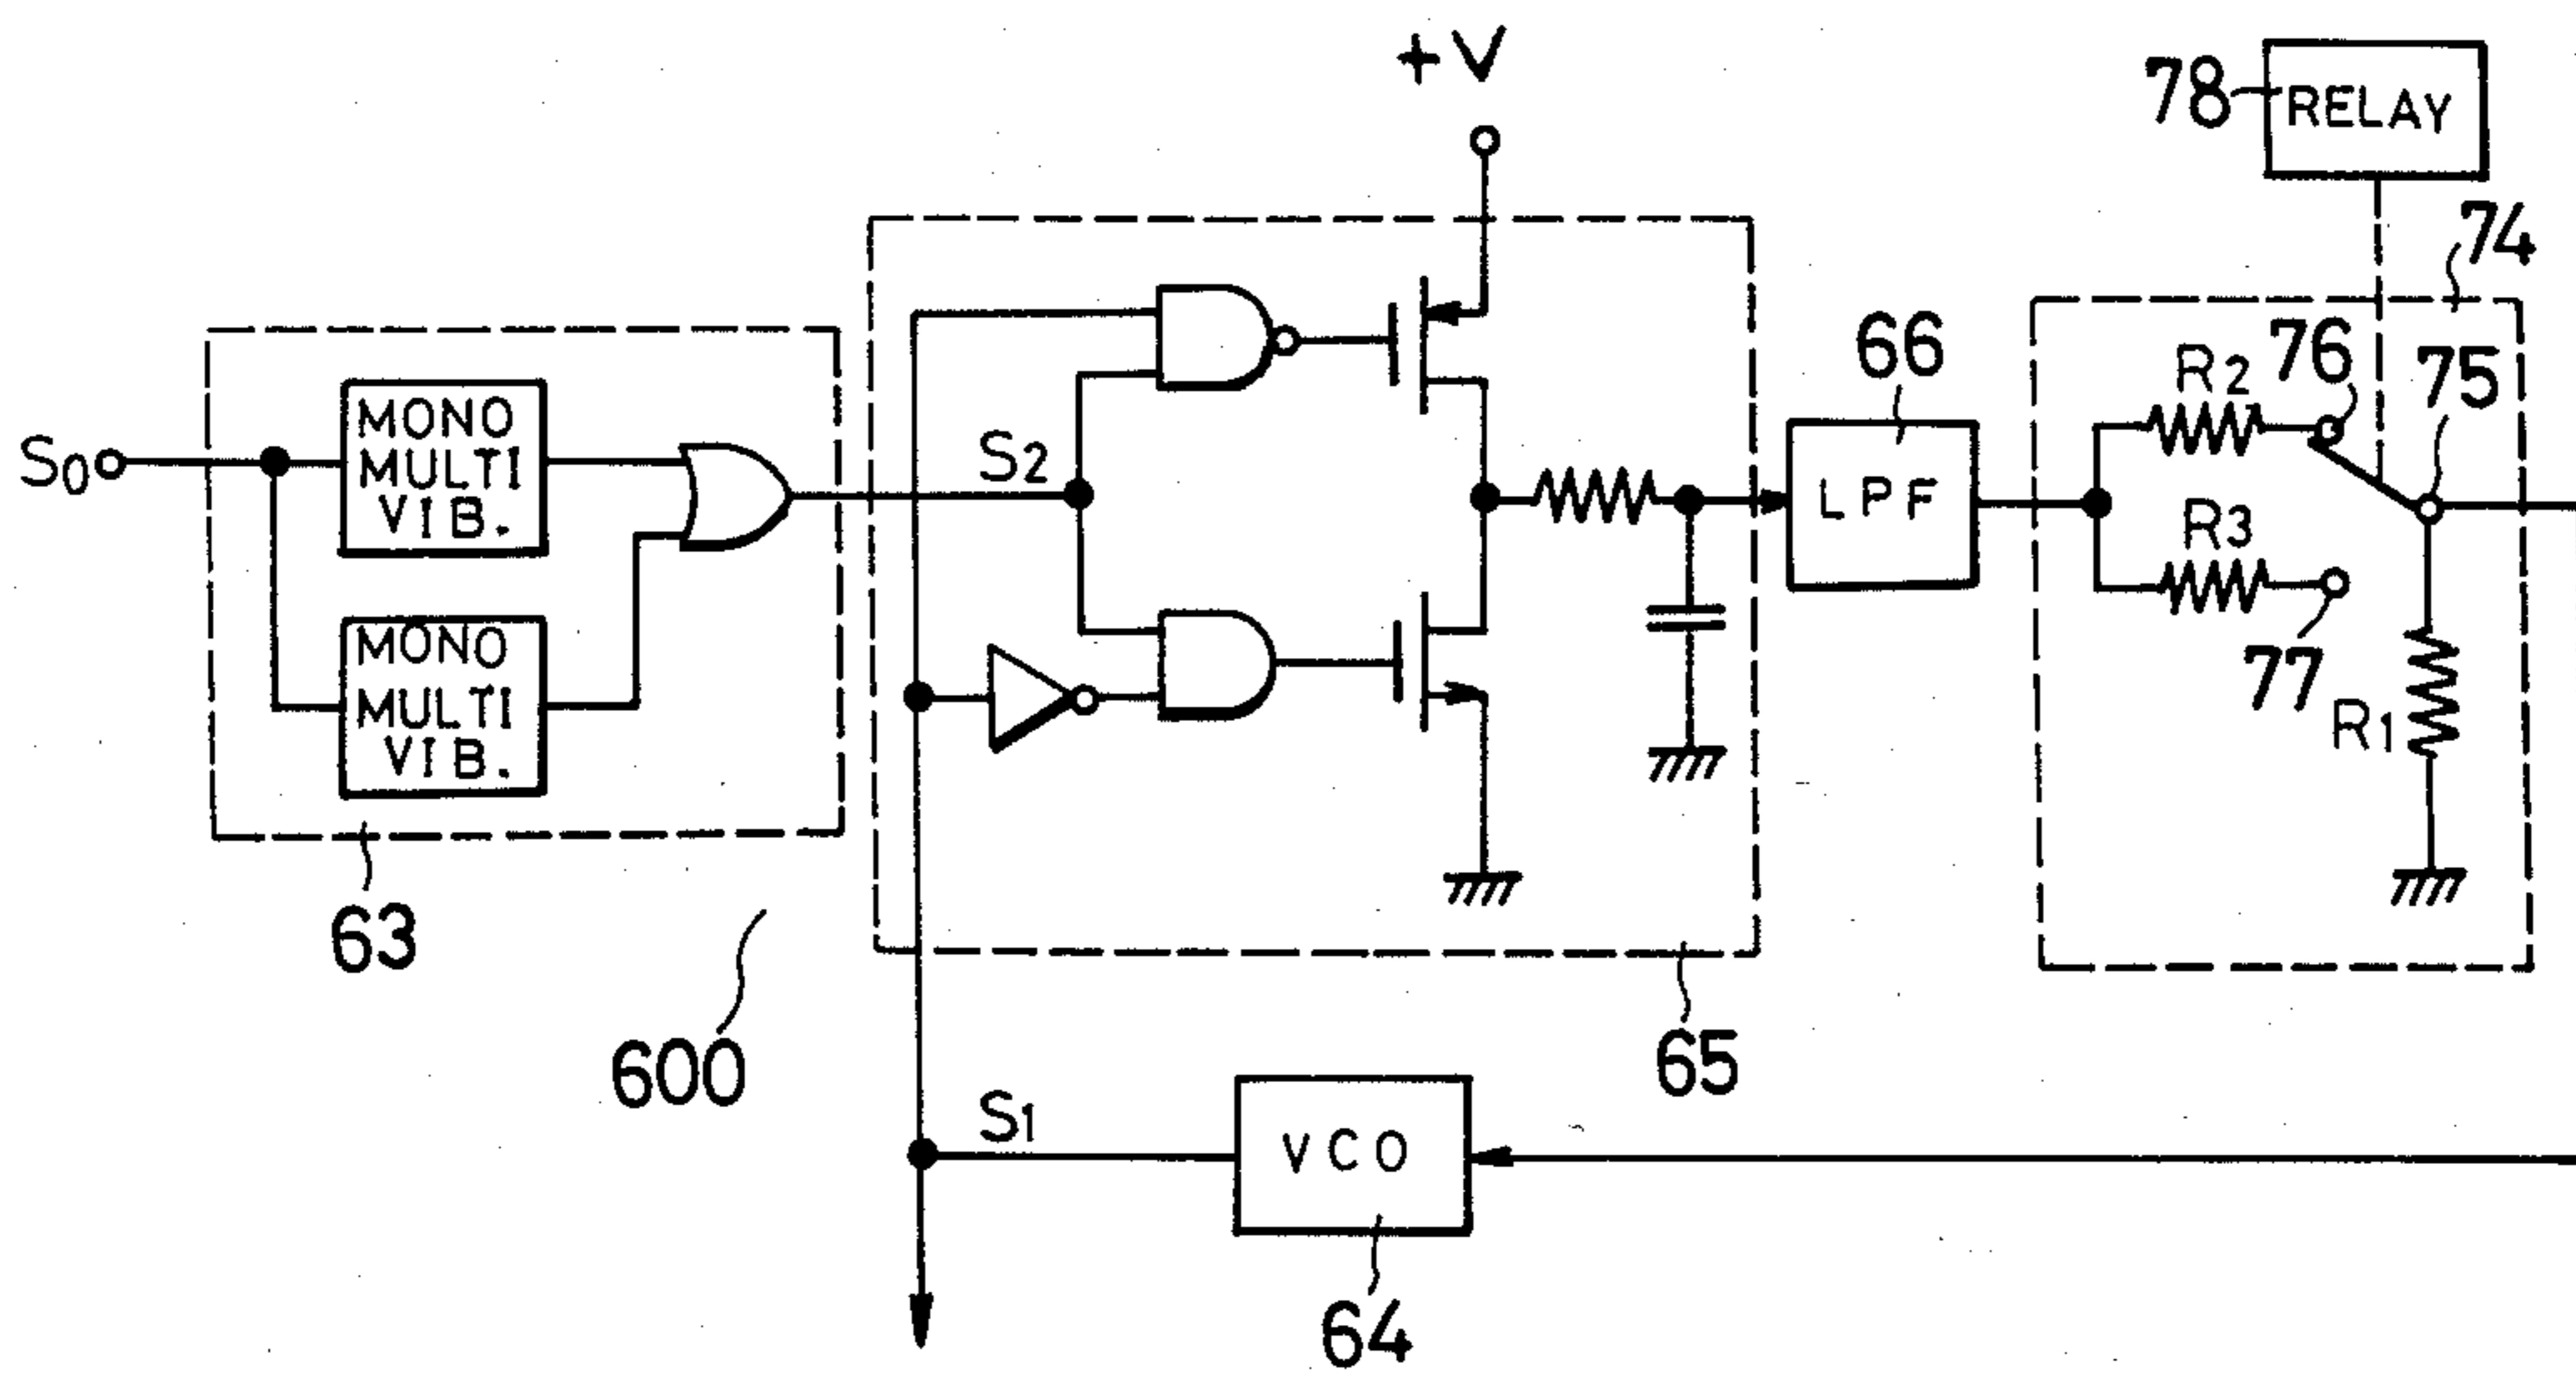 +V
78
RELAY
74
66
R2
76
75
S0
MONO
MULTI
VIB.
S2
LPF
R3
77
R1
MONO
MULTI
VIB.
63
600
65
S1
VCO
64